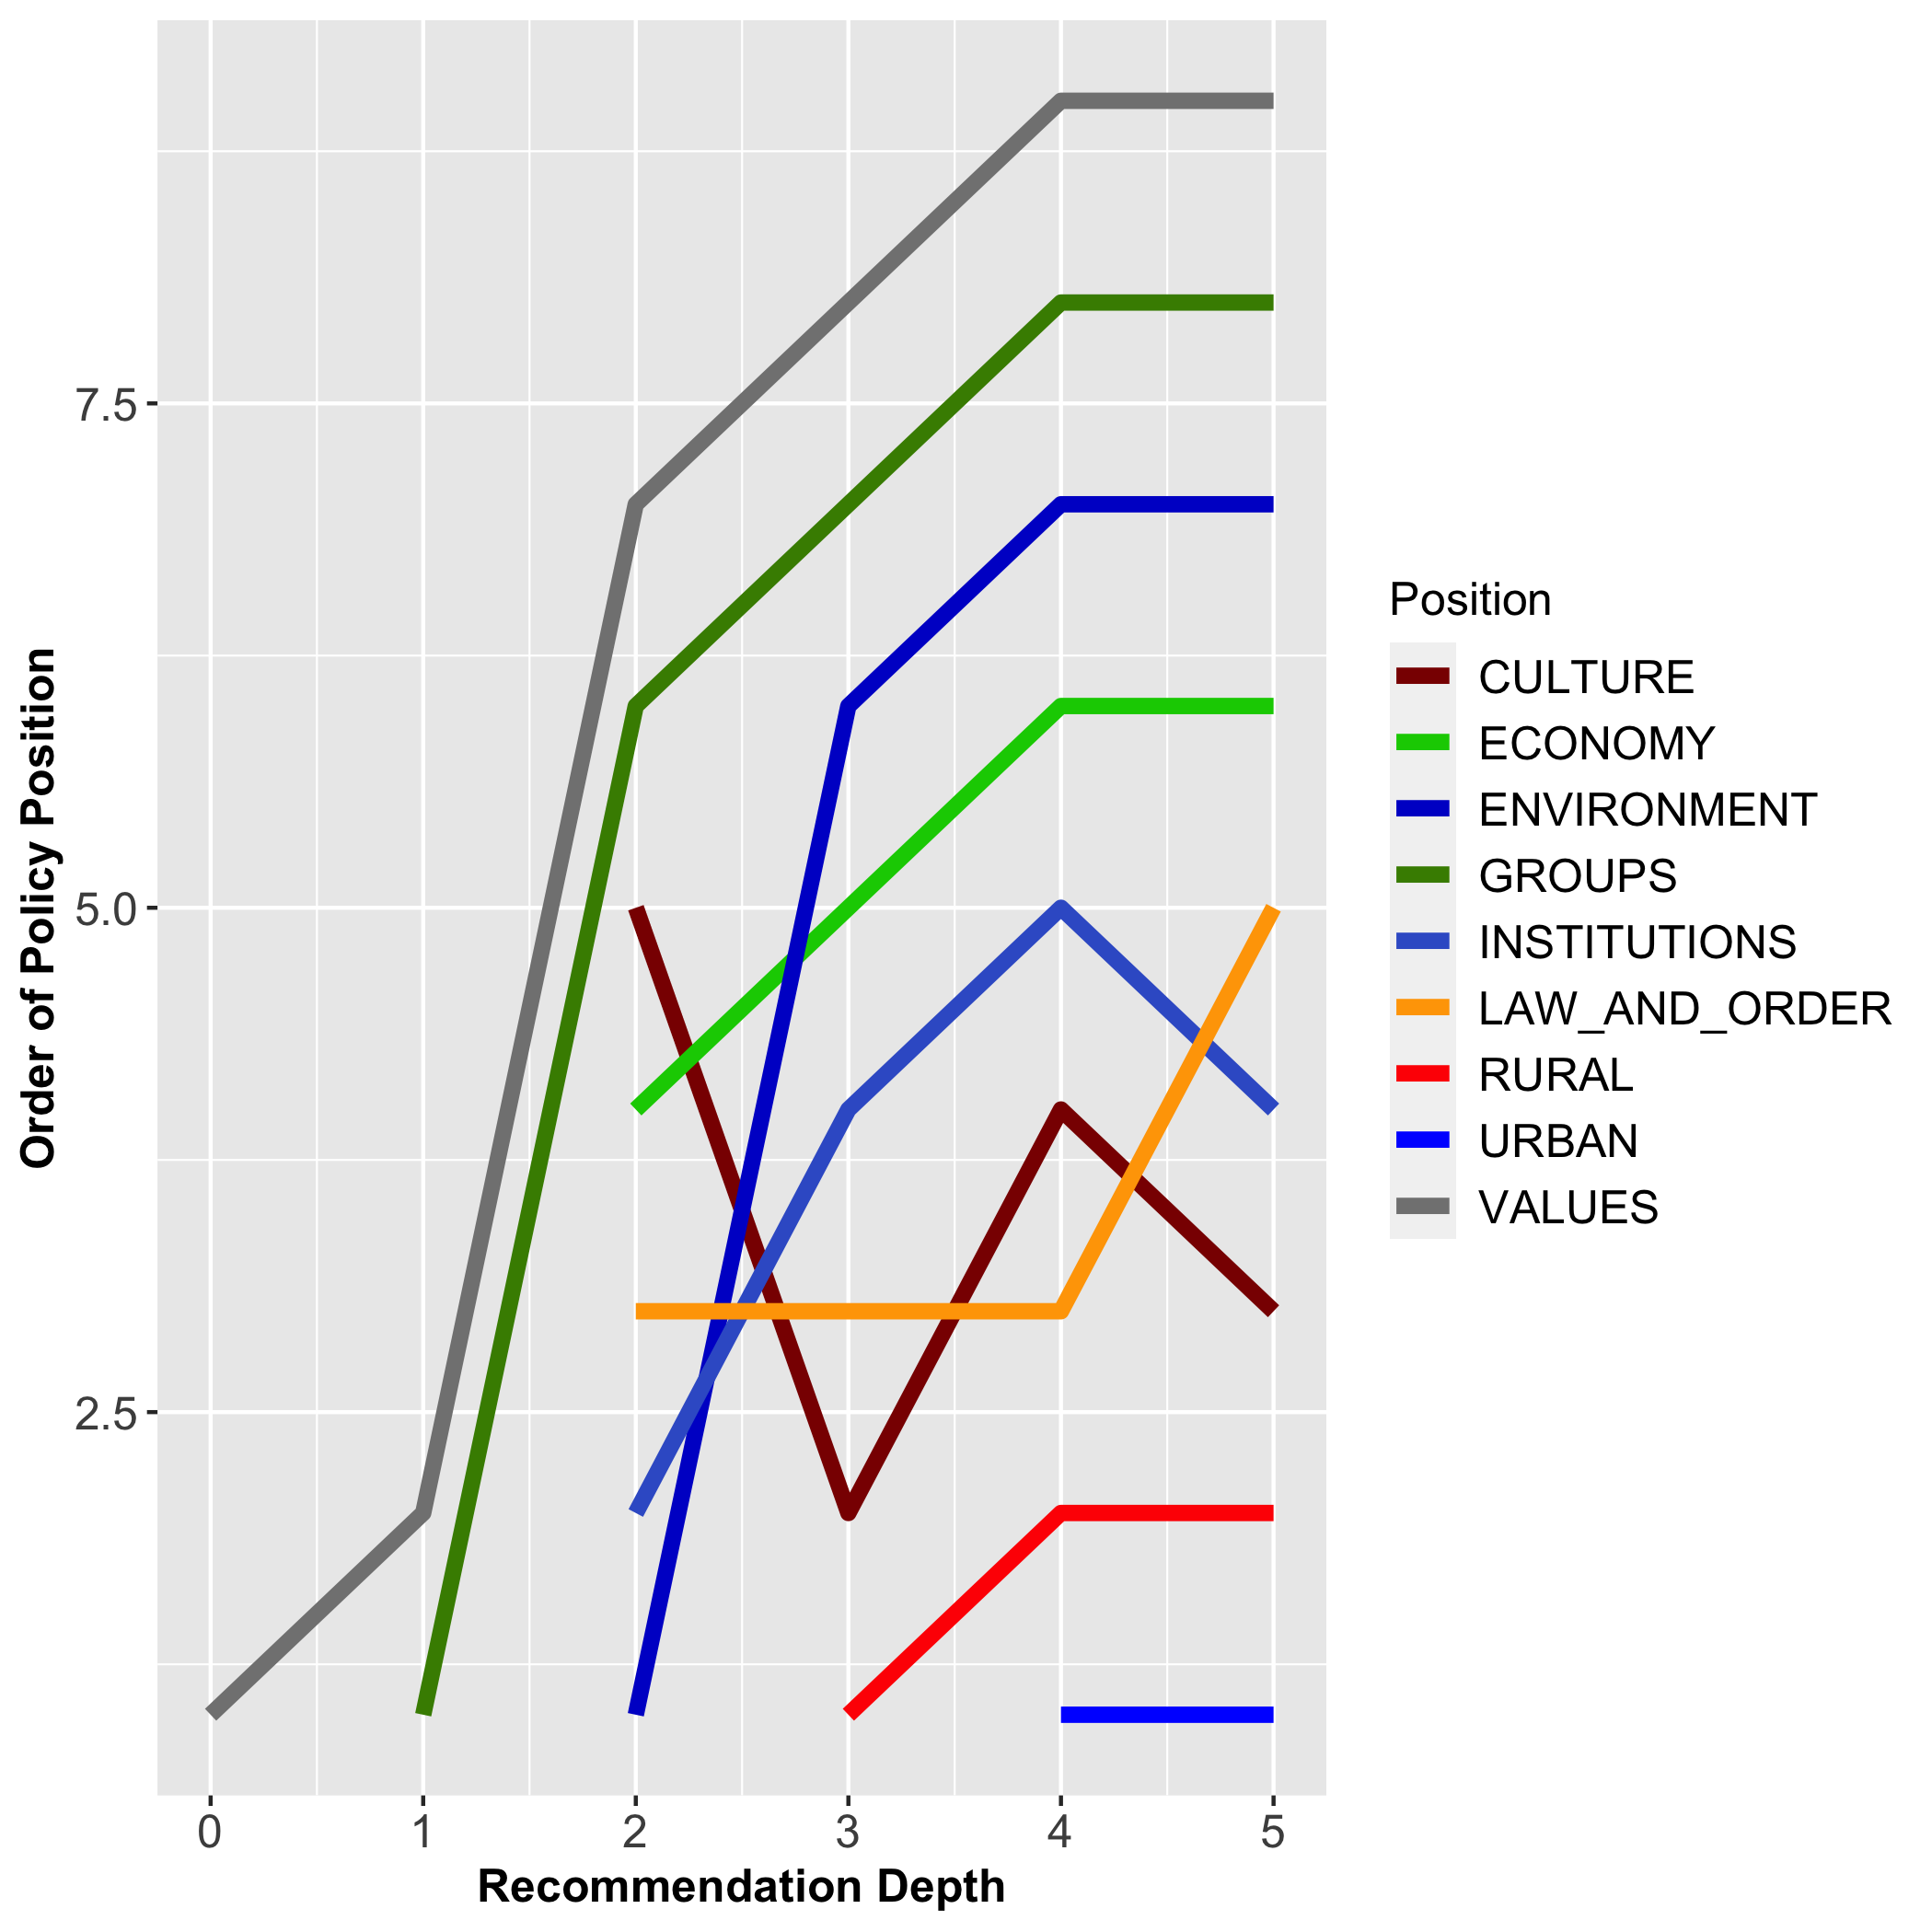 Order of Policy Position
7.5
5.0
2.5
0 1 2 3 4 5
Recommendation Depth
Position
CULTURE
ECONOMY
ENVIRONMENT
GROUPS
INSTITUTIONS
LAW_AND_ORDER
RURAL
URBAN
VALUES